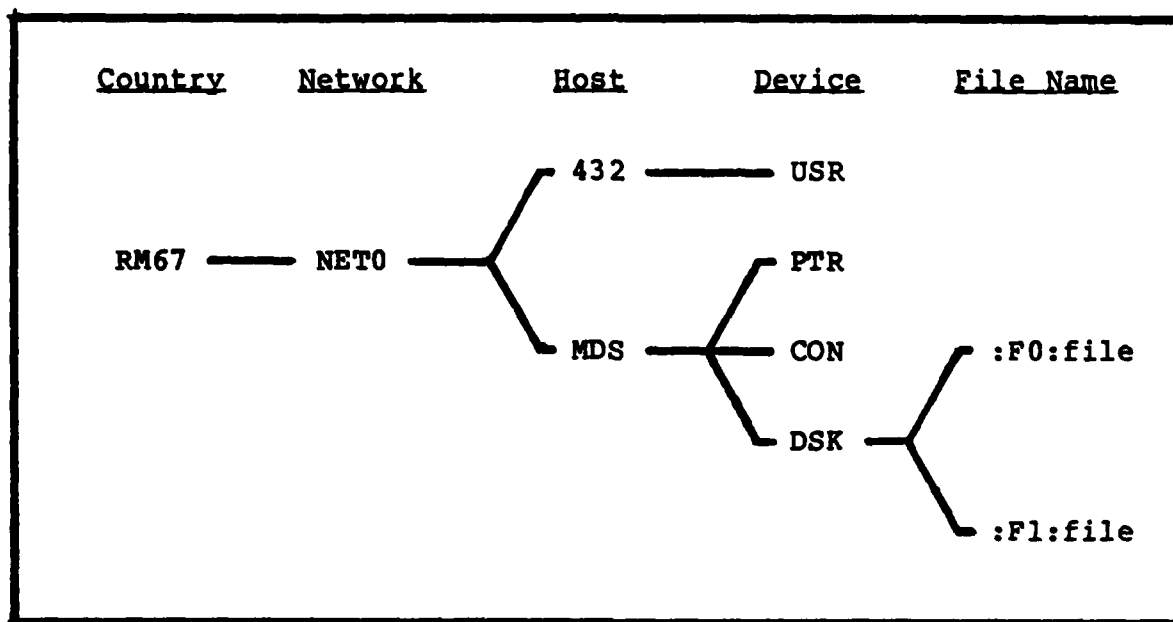 Country Network Host Device File Name
432 USR
RM67 NET0 PTR
MDS CON :F0:file
DSK
:F1:file